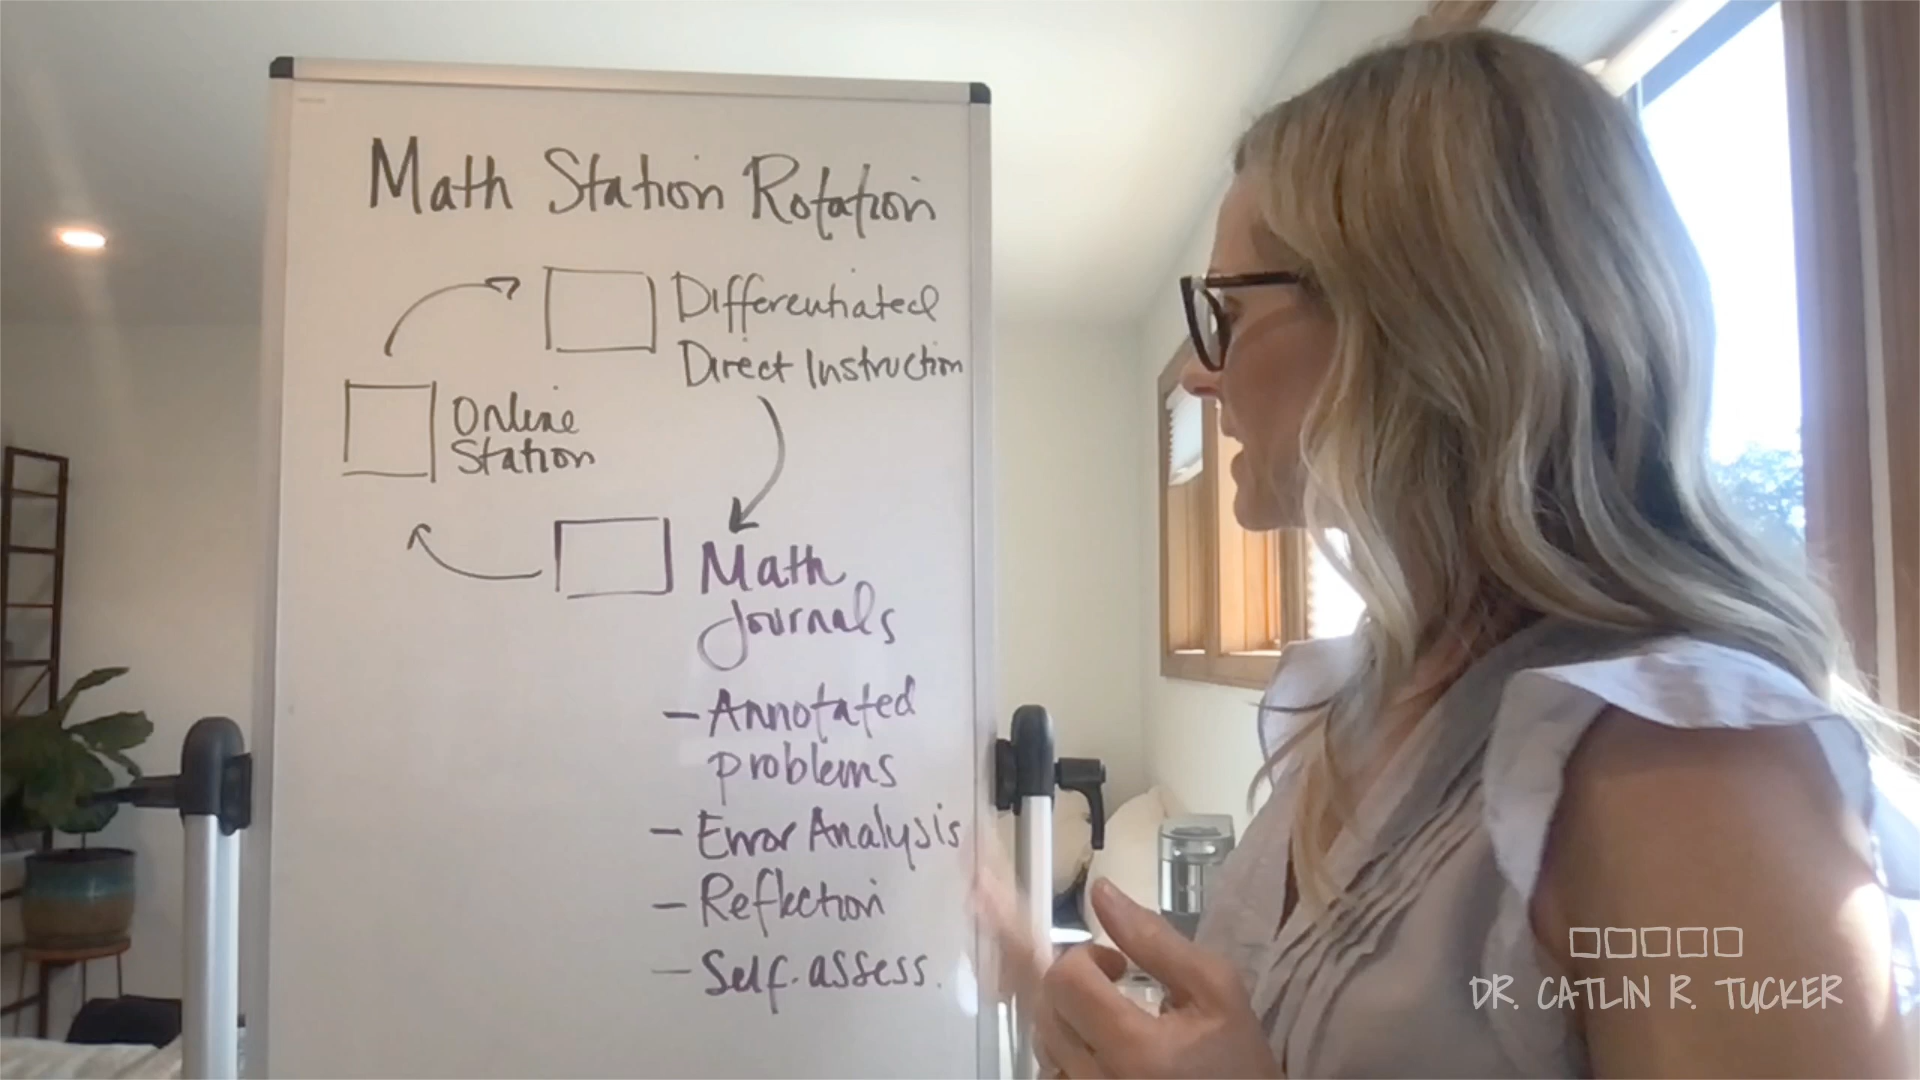 Math Station Rotation
Differentiated
Direct Instruction
Online
Station
Math
Journals
- Annotated
problems
- Error Analysis
- Reflection
- Self-assess.
DR. CATLIN R. TUCKER